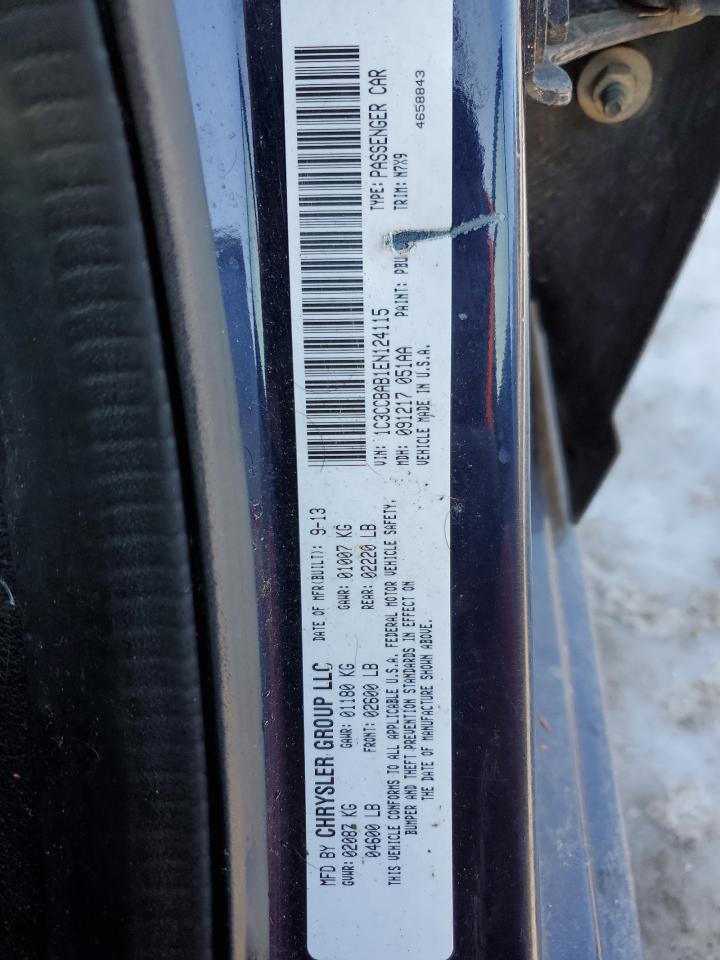 MFD BY CHRYSLER GROUP LLC
DATE OF MFR(BUILT): 9-13
GVWR: 02087 KG
GAWR: 01180 KG
GAWR: 01007 KG
04600 LB
FRONT: 02600 LB
REAR: 02220 LB
THIS VEHICLE CONFORMS TO ALL APPLICABLE U.S.A. FEDERAL MOTOR VEHICLE SAFETY,
BUMPER AND THEFT PREVENTION STANDARDS IN EFFECT ON
THE DATE OF MANUFACTURE SHOWN ABOVE.
VIN: 1C3CCBAB1EN124115
TYPE: PASSENGER CAR
MDH: 091217 051AA
PAINT: PBU
TRIM: M7X9
VEHICLE MADE IN U.S.A.
4658843